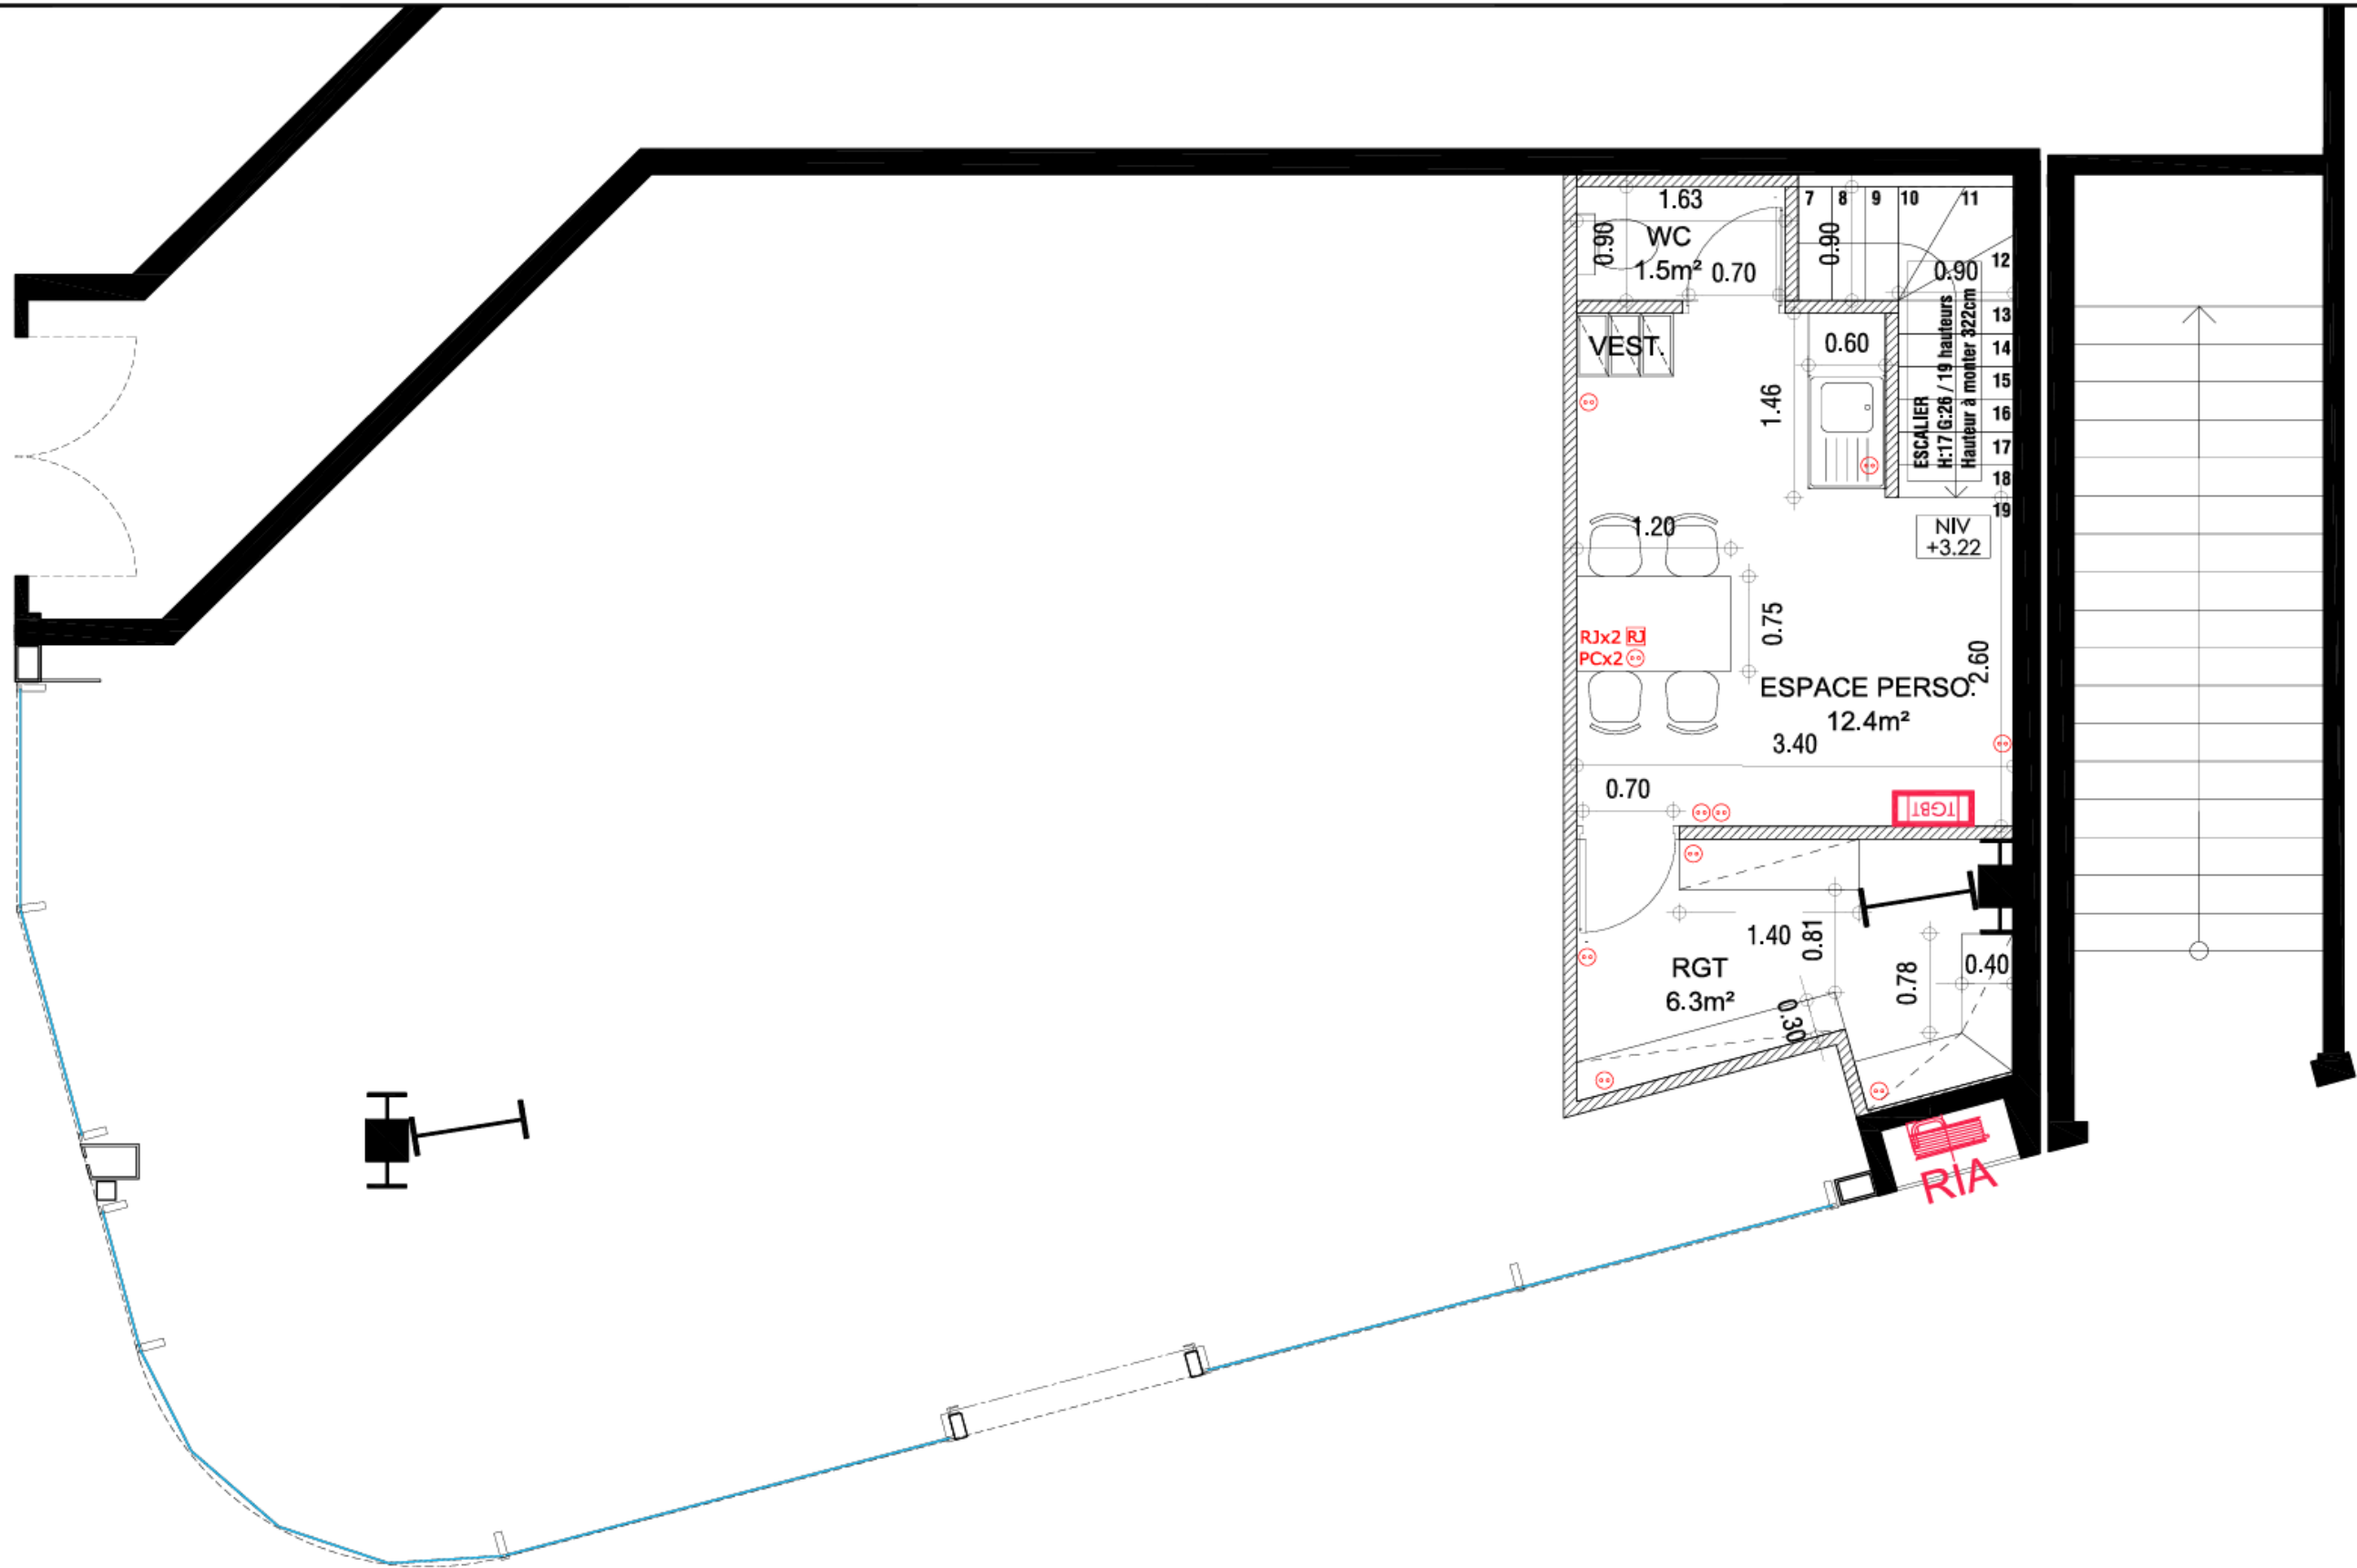 1.63
7
8
9
10
11
0.90
WC
1.5m²
0.70
0.90
0.90
12
13
14
15
16
17
18
19
ESCALIER
H:17 G:26 / 19 hauteurs
Hauteur à monter 322cm
VEST.
0.60
1.46
1.20
NIV
+3.22
0.75
RJx2 RJ
PCx2
2.60
ESPACE PERSO.
12.4m²
3.40
0.70
TGBT
1.40
0.81
0.78
0.40
RGT
6.3m²
0.30
RIA